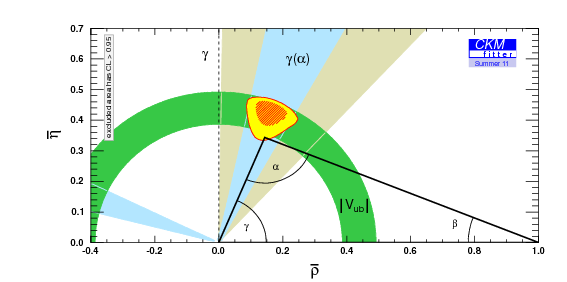 excluded area has CL > 0.95
γ
γ(α)
CKM
fitter
Summer 11
α
γ
|Vub|
β
η̄
0.7
0.6
0.5
0.4
0.3
0.2
0.1
0.0
-0.4 -0.2 0.0 0.2 0.4 0.6 0.8 1.0
ρ̄